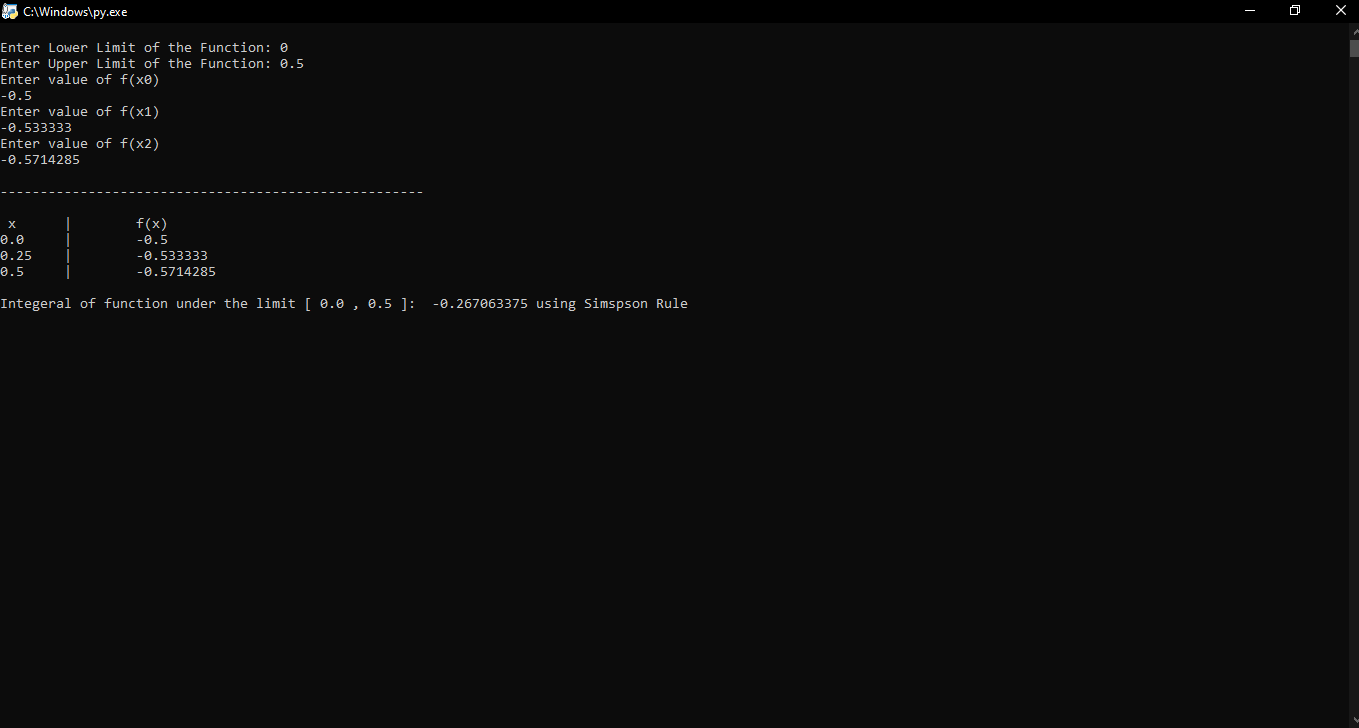 C:\Windows\py.exe
Enter Lower Limit of the Function: 0
Enter Upper Limit of the Function: 0.5
Enter value of f(x0)
-0.5
Enter value of f(x1)
-0.533333
Enter value of f(x2)
-0.5714285
-----------------------------------------------------
x | f(x)
0.0 | -0.5
0.25 | -0.533333
0.5 | -0.5714285
Integeral of function under the limit [ 0.0 , 0.5 ]:  -0.267063375 using Simspson Rule